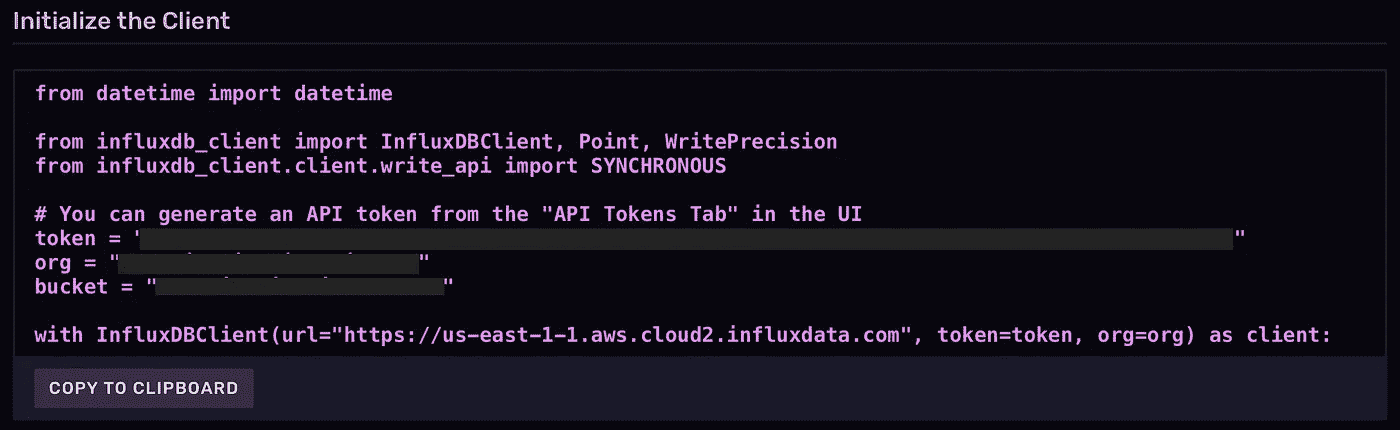 Initialize the Client
from datetime import datetime
from influxdb_client import InfluxDBClient, Point, WritePrecision
from influxdb_client.client.write_api import SYNCHRONOUS
# You can generate an API token from the "API Tokens Tab" in the UI
token = "
org = ""
bucket = ""
with InfluxDBClient(url="https://us-east-1-1.aws.cloud2.influxdata.com", token=token, org=org) as client:
COPY TO CLIPBOARD